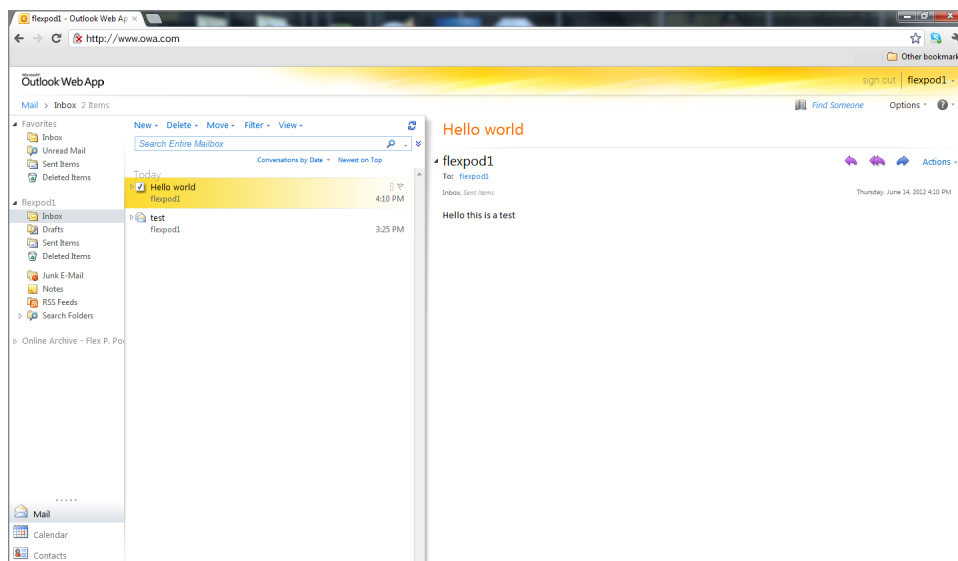 flexpod1 - Outlook Web Ap
http://www.owa.com
Other bookmark
Microsoft
Outlook Web App
sign out flexpod1
Mail > Inbox 2 Items
Find Someone Options
Favorites
Inbox
Unread Mail
Sent Items
Deleted Items
flexpod1
Inbox
Drafts
Sent Items
Deleted Items
Junk E-Mail
Notes
RSS Feeds
Search Folders
Online Archive - Flex P. Po
Mail
Calendar
Contacts
New Delete Move Filter View
Search Entire Mailbox
Conversations by Date Newest on Top
Today
Hello world
flexpod1 4:10 PM
test
flexpod1 3:25 PM
Hello world
flexpod1
Actions
To: flexpod1
Inbox, Sent Items
Thursday, June 14, 2012 4:10 PM
Hello this is a test